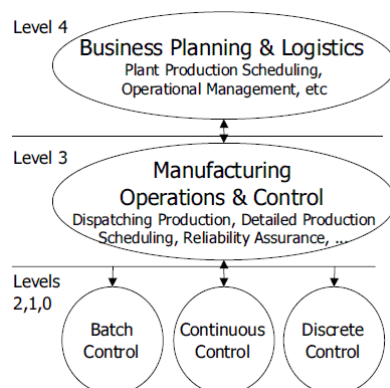 Level 4
Business Planning & Logistics
Plant Production Scheduling,
Operational Management, etc
Level 3
Manufacturing
Operations & Control
Dispatching Production, Detailed Production
Scheduling, Reliability Assurance, ...
Levels
2,1,0
Batch
Control
Continuous
Control
Discrete
Control